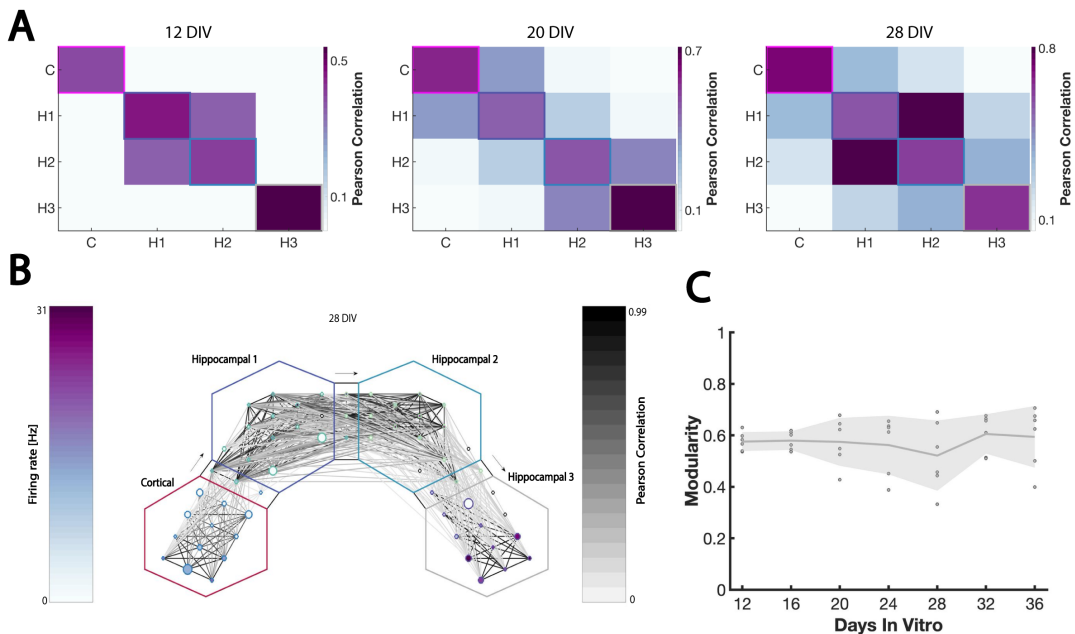 A
12 DIV
20 DIV
28 DIV
C
H1
H2
H3
C
H1
H2
H3
0.5
0.1
Pearson Correlation
C
H1
H2
H3
C
H1
H2
H3
0.7
0.1
Pearson Correlation
C
H1
H2
H3
C
H1
H2
H3
0.8
0.1
Pearson Correlation
B
31
Firing rate [Hz]
0
28 DIV
Hippocampal 1
Hippocampal 2
Cortical
Hippocampal 3
0.99
Pearson Correlation
0
C
Modularity
1
0.8
0.6
0.4
0.2
0
12
16
20
24
28
32
36
Days In Vitro